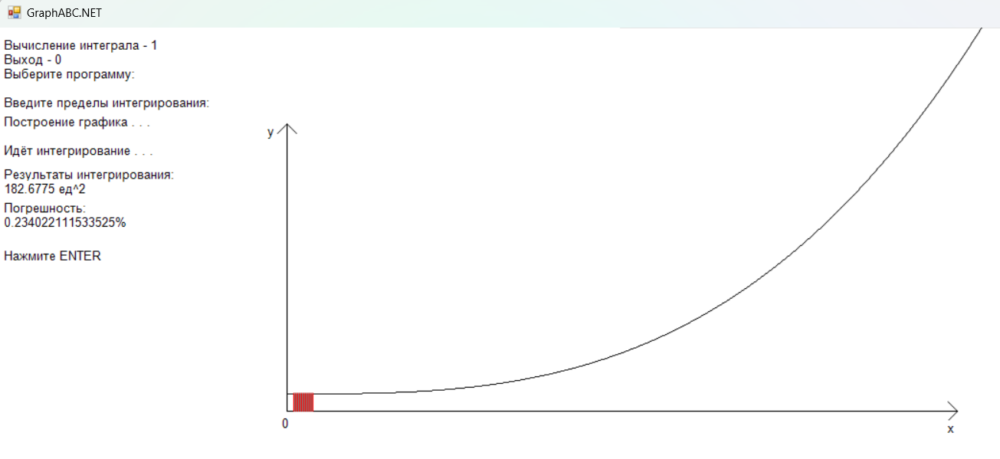 GraphABC.NET
Вычисление интеграла - 1
Выход - 0
Выберите программу:
Введите пределы интегрирования:
Построение графика . . .
Идёт интегрирование . . .
Результаты интегрирования:
182.6775 ед^2
Погрешность:
0.234022111533525%
Нажмите ENTER
y
0
x